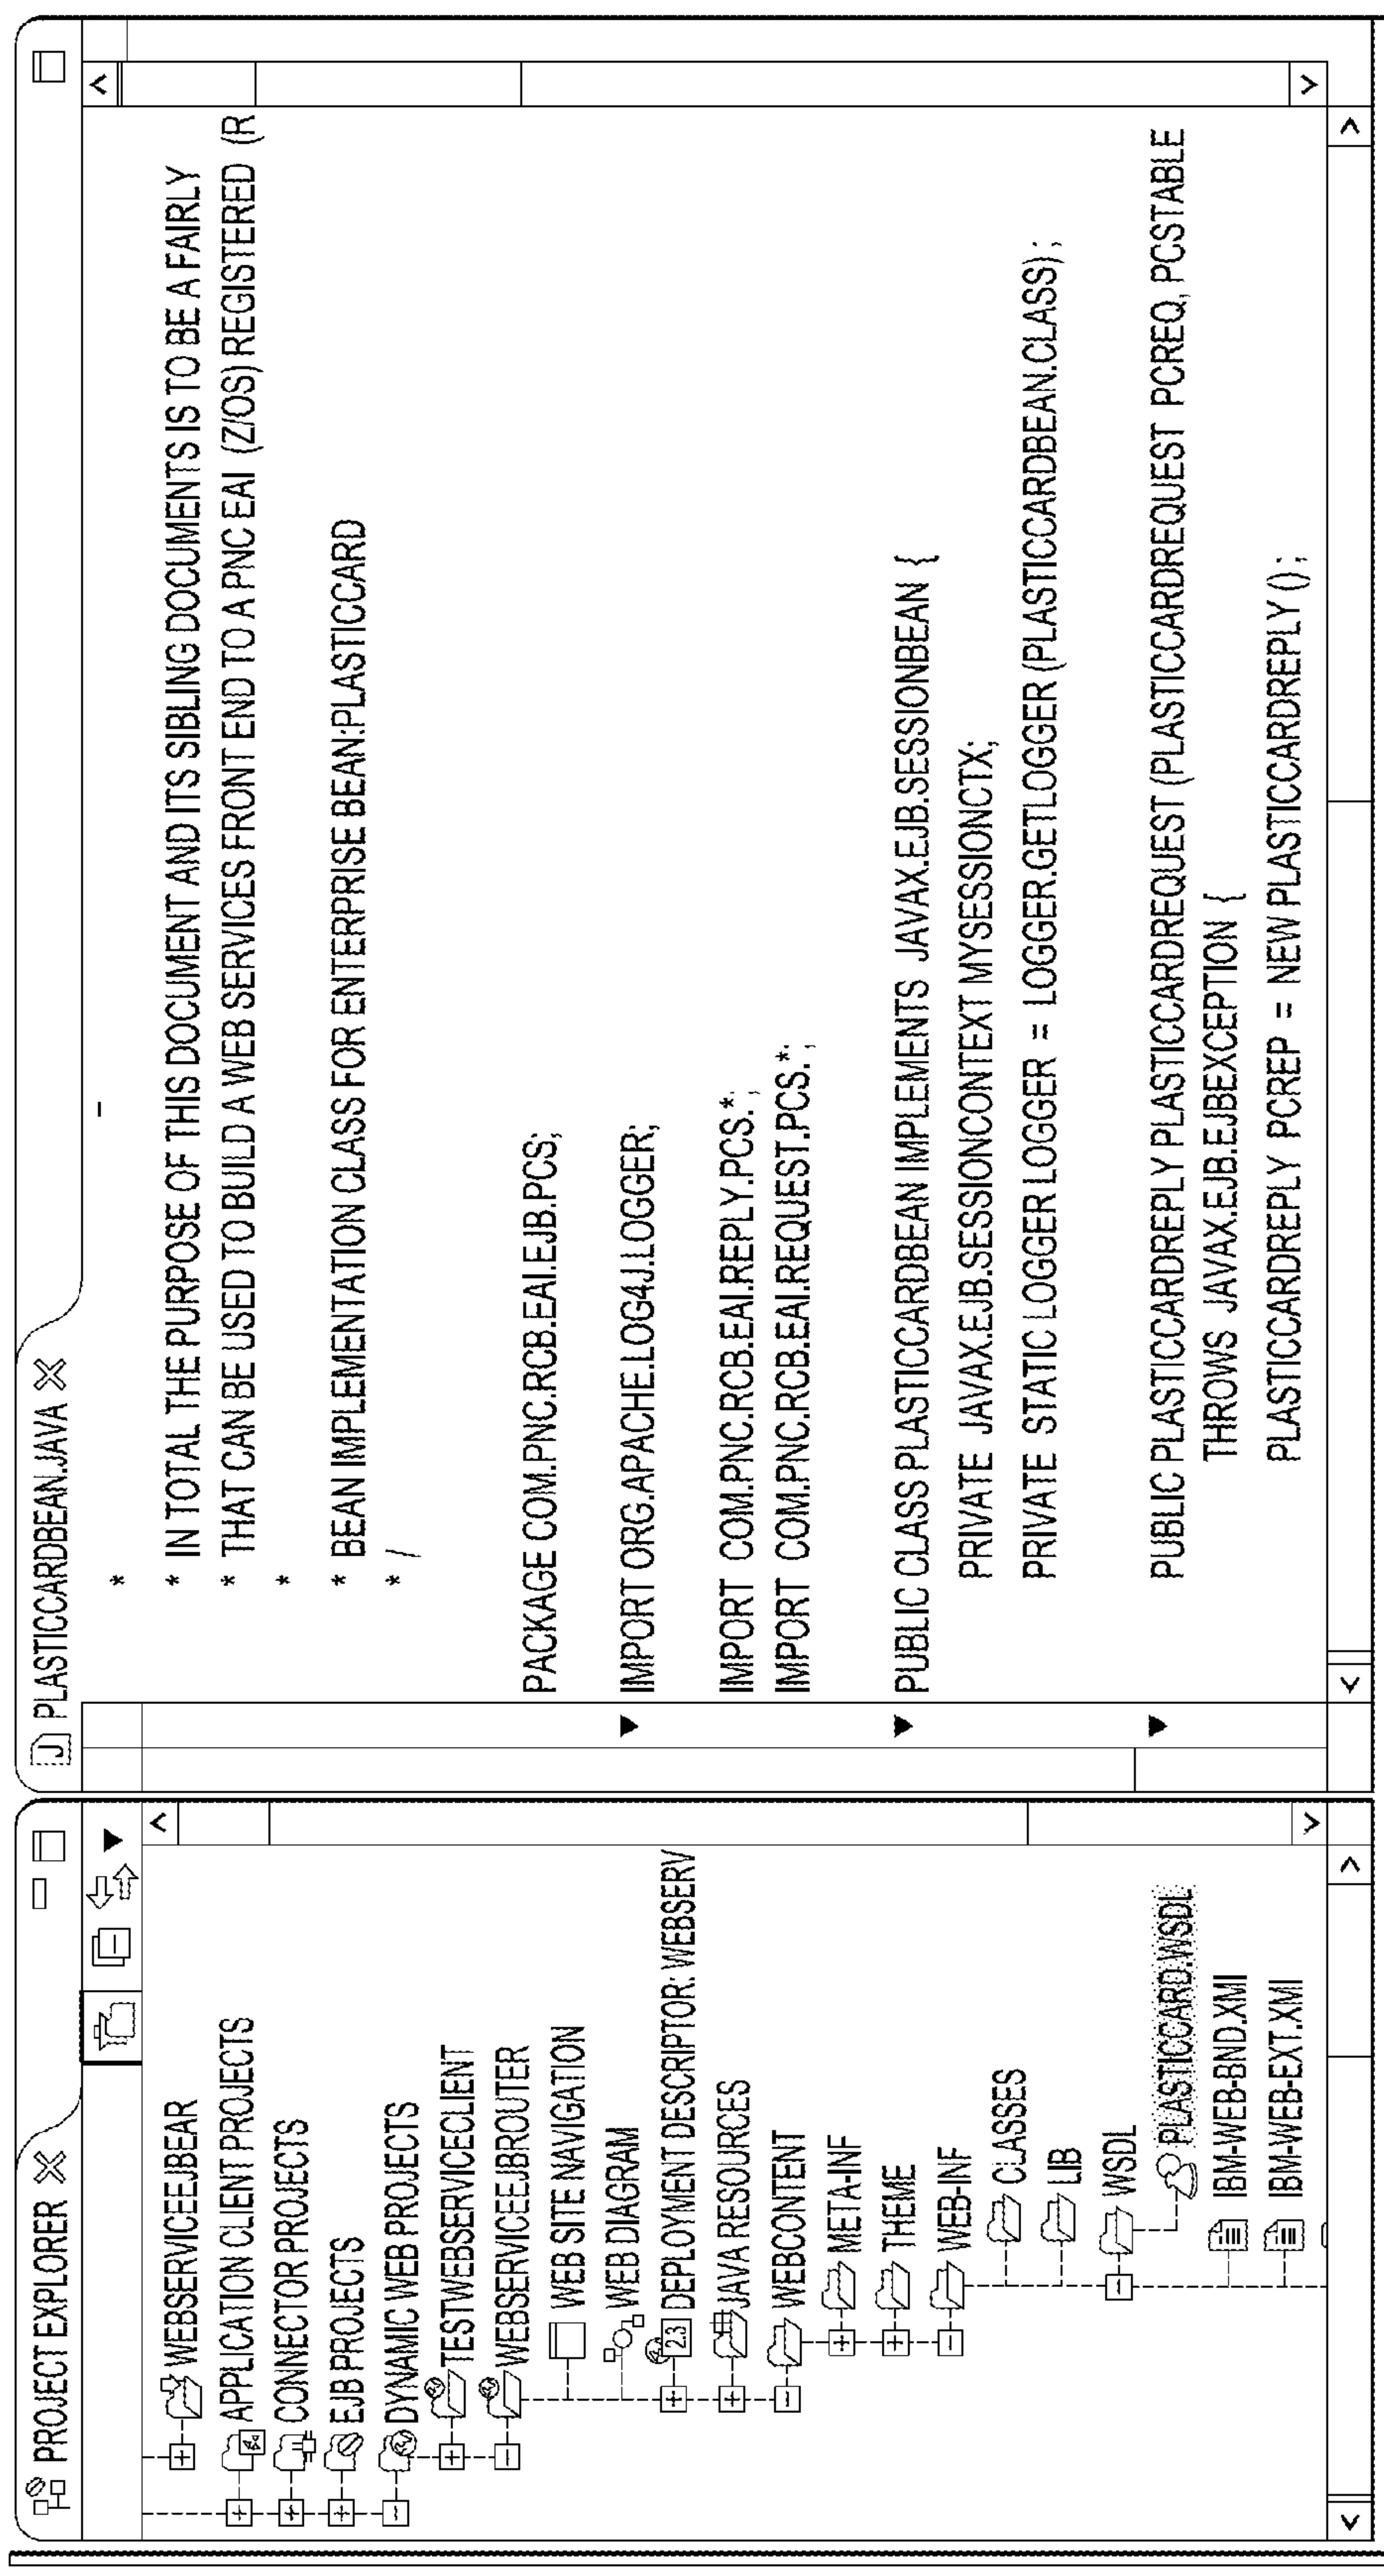 PROJECT EXPLORER
WEBSERVICEEJBEAR
APPLICATION CLIENT PROJECTS
CONNECTOR PROJECTS
EJB PROJECTS
DYNAMIC WEB PROJECTS
TESTWEBSERVICECLIENT
WEBSERVICEEJBROUTER
WEB SITE NAVIGATION
WEB DIAGRAM
2.3 DEPLOYMENT DESCRIPTOR: WEBSERV
JAVA RESOURCES
WEBCONTENT
META-INF
THEME
WEB-INF
CLASSES
LIB
WSDL
PLASTICCARD.WSDL
IBM-WEB-BND.XMI
IBM-WEB-EXT.XMI
J PLASTICCARDBEAN.JAVA
*
* IN TOTAL THE PURPOSE OF THIS DOCUMENT AND ITS SIBLING DOCUMENTS IS TO BE A FAIRLY
* THAT CAN BE USED TO BUILD A WEB SERVICES FRONT END TO A PNC EAI (Z/OS) REGISTERED (R
*
* BEAN IMPLEMENTATION CLASS FOR ENTERPRISE BEAN:PLASTICCARD
* /
PACKAGE COM.PNC.RCB.EAI.EJB.PCS;
IMPORT ORG.APACHE.LOG4J.LOGGER;
IMPORT COM.PNC.RCB.EAI.REPLY.PCS.*;
IMPORT COM.PNC.RCB.EAI.REQUEST.PCS.*;
PUBLIC CLASS PLASTICCARDBEAN IMPLEMENTS JAVAX.EJB.SESSIONBEAN {
PRIVATE JAVAX.EJB.SESSIONCONTEXT MYSESSIONCTX;
PRIVATE STATIC LOGGER LOGGER = LOGGER.GETLOGGER (PLASTICCARDBEAN.CLASS) ;
PUBLIC PLASTICCARDREPLY PLASTICCARDREQUEST (PLASTICCARDREQUEST PCREQ, PCSTABLE
THROWS JAVAX.EJB.EJBEXCEPTION {
PLASTICCARDREPLY PCREP = NEW PLASTICCARDREPLY () ;